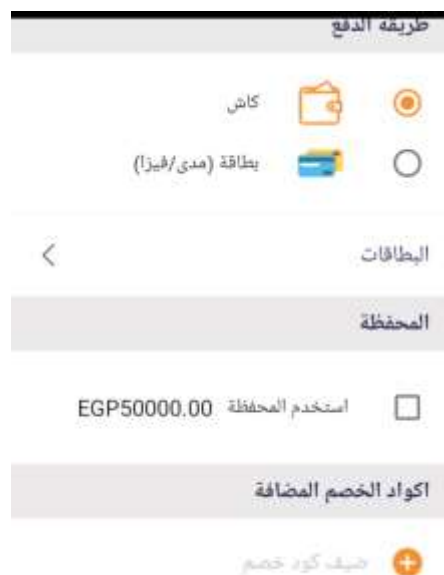 طريقة الدفع
كاش
بطاقة (مدى/فيزا)
البطاقات
المحفظة
استخدم المحفظة EGP50000.00
اكواد الخصم المضافة
ضيف كود خصم